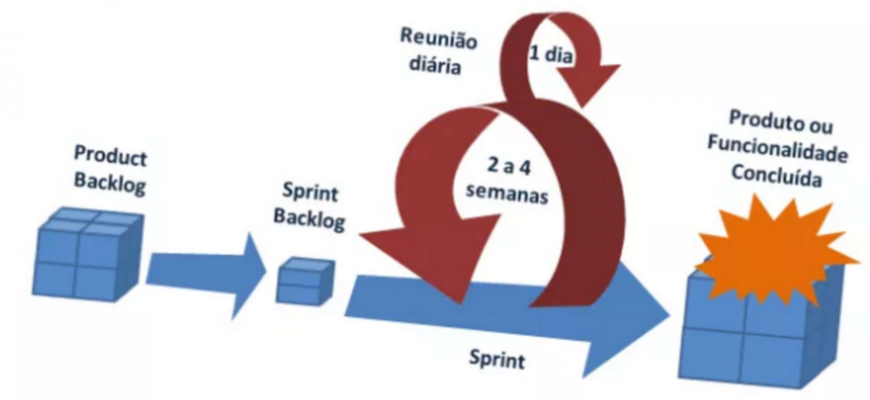 Product
Backlog
Sprint
Backlog
Reunião
diária
1 dia
2 a 4
semanas
Sprint
Produto ou
Funcionalidade
Concluída